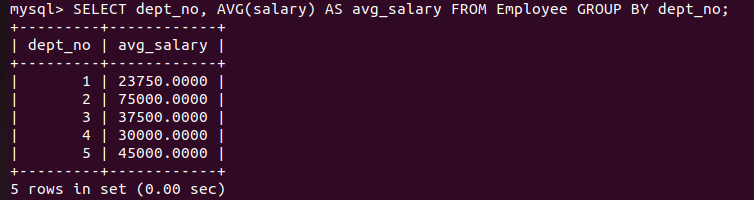 mysql> SELECT dept_no, AVG(salary) AS avg_salary FROM Employee GROUP BY dept_no;
+---------+------------+
| dept_no | avg_salary |
+---------+------------+
|       1 | 23750.0000 |
|       2 | 75000.0000 |
|       3 | 37500.0000 |
|       4 | 30000.0000 |
|       5 | 45000.0000 |
+---------+------------+
5 rows in set (0.00 sec)